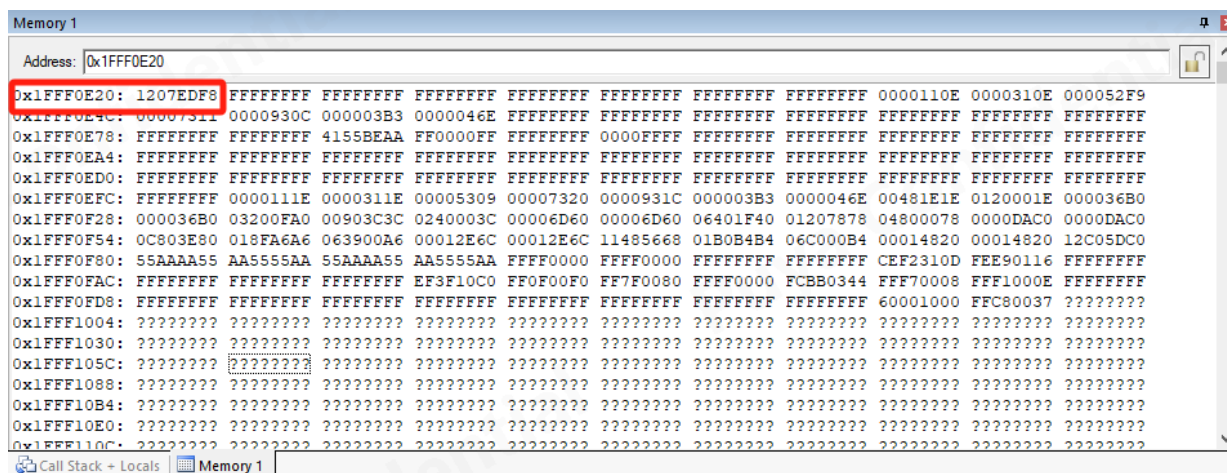 Memory 1
Address: 0x1FFF0E20
0x1FFF0E20: 1207EDF8 FFFFFFFF FFFFFFFF FFFFFFFF FFFFFFFF FFFFFFFF FFFFFFFF FFFFFFFF 0000110E 0000310E 000052F9
0x1FFF0E4C: 00007311 0000930C 000003B3 0000046E FFFFFFFF FFFFFFFF FFFFFFFF FFFFFFFF FFFFFFFF FFFFFFFF FFFFFFFF
0x1FFF0E78: FFFFFFFF FFFFFFFF 4155BEAA FF0000FF FFFFFFFF 0000FFFF FFFFFFFF FFFFFFFF FFFFFFFF FFFFFFFF FFFFFFFF
0x1FFF0EA4: FFFFFFFF FFFFFFFF FFFFFFFF FFFFFFFF FFFFFFFF FFFFFFFF FFFFFFFF FFFFFFFF FFFFFFFF FFFFFFFF FFFFFFFF
0x1FFF0ED0: FFFFFFFF FFFFFFFF FFFFFFFF FFFFFFFF FFFFFFFF FFFFFFFF FFFFFFFF FFFFFFFF FFFFFFFF FFFFFFFF FFFFFFFF
0x1FFF0EFC: FFFFFFFF 0000111E 0000311E 00005309 00007320 0000931C 000003B3 0000046E 00481E1E 0120001E 000036B0
0x1FFF0F28: 000036B0 03200FA0 00903C3C 0240003C 00006D60 00006D60 06401F40 01207878 04800078 0000DAC0 0000DAC0
0x1FFF0F54: 0C803E80 018FA6A6 063900A6 00012E6C 00012E6C 11485668 01B0B4B4 06C000B4 00014820 00014820 12C05DC0
0x1FFF0F80: 55AAAA55 AA5555AA 55AAAA55 AA5555AA FFFF0000 FFFF0000 FFFFFFFF FFFFFFFF CEF2310D FEE90116 FFFFFFFF
0x1FFF0FAC: FFFFFFFF FFFFFFFF FFFFFFFF EF3F10C0 FF0F00F0 FF7F0080 FFFF0000 FCBB0344 FFF70008 FFF1000E FFFFFFFF
0x1FFF0FD8: FFFFFFFF FFFFFFFF FFFFFFFF FFFFFFFF FFFFFFFF FFFFFFFF FFFFFFFF FFFFFFFF 60001000 FFC80037 ????????
0x1FFF1004: ???????? ???????? ???????? ???????? ???????? ???????? ???????? ???????? ???????? ???????? ????????
0x1FFF1030: ???????? ???????? ???????? ???????? ???????? ???????? ???????? ???????? ???????? ???????? ????????
0x1FFF105C: ???????? ???????? ???????? ???????? ???????? ???????? ???????? ???????? ???????? ???????? ????????
0x1FFF1088: ???????? ???????? ???????? ???????? ???????? ???????? ???????? ???????? ???????? ???????? ????????
0x1FFF10B4: ???????? ???????? ???????? ???????? ???????? ???????? ???????? ???????? ???????? ???????? ????????
0x1FFF10E0: ???????? ???????? ???????? ???????? ???????? ???????? ???????? ???????? ???????? ???????? ????????
0x1FFF110C: ???????? ???????? ???????? ???????? ???????? ???????? ???????? ???????? ???????? ???????? ????????
Call Stack + Locals Memory 1